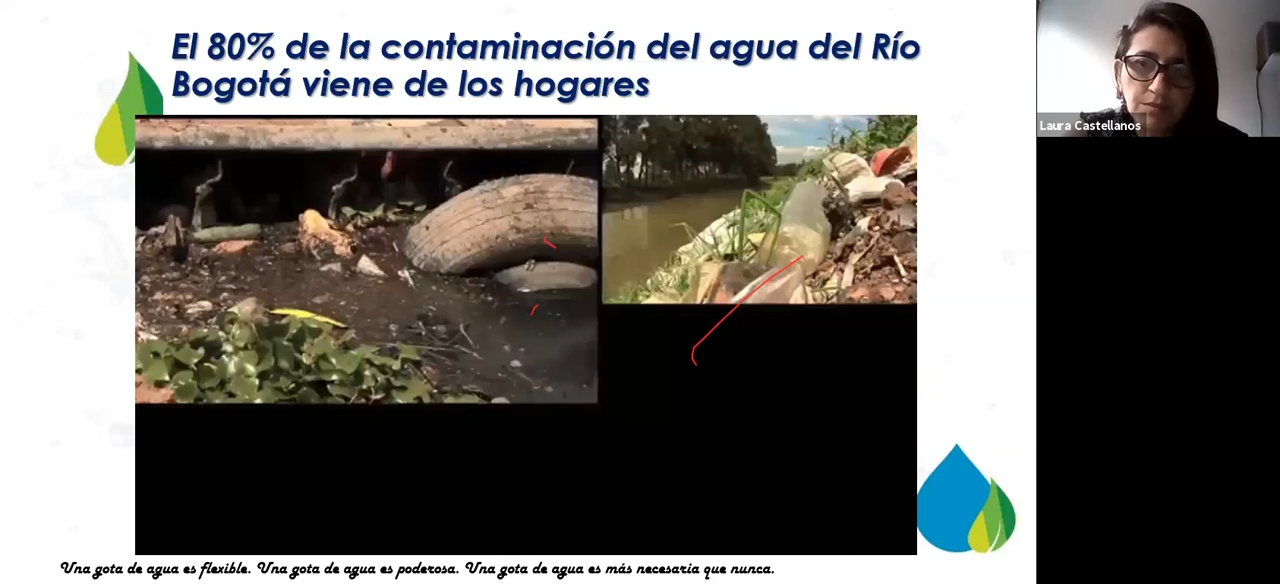 El 80% de la contaminación del agua del Río
Bogotá viene de los hogares
Laura Castellanos
Una gota de agua es flexible. Una gota de agua es poderosa. Una gota de agua es más necesaria que nunca.